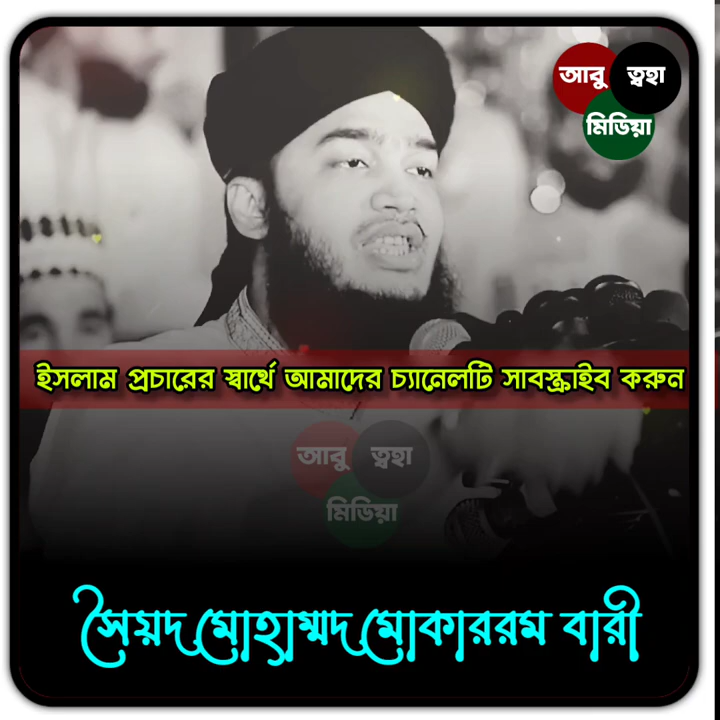 আবু ত্বহা
মিডিয়া
ইসলাম প্রচারের স্বার্থে আমাদের চ্যানেলটি সাবস্ক্রাইব করুন
আবু ত্বহা
মিডিয়া
সৈয়দ মোহাম্মদ মোকাররম বারী